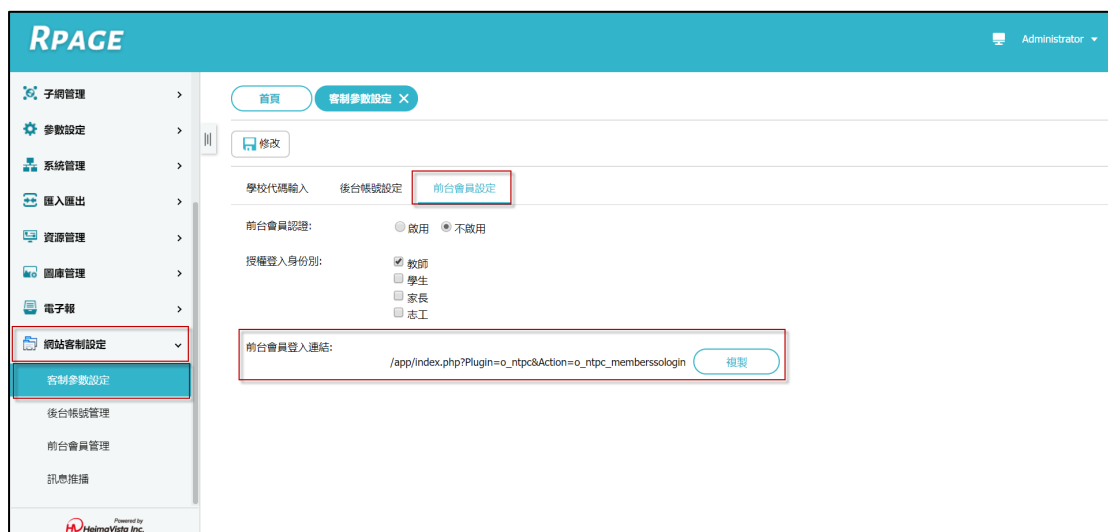 RPAGE
Administrator
子網管理
參數設定
系統管理
匯入匯出
資源管理
圖庫管理
電子報
網站客制設定
客制參數設定
後台帳號管理
前台會員管理
訊息推播
Powered by
HeimaVista Inc.
首頁
客制參數設定 X
修改
學校代碼輸入 後台帳號設定 前台會員設定
前台會員認證: 啟用 不啟用
授權登入身份別: 教師
學生
家長
志工
前台會員登入連結:
/app/index.php?Plugin=o_ntpc&Action=o_ntpc_memberssologin 複製